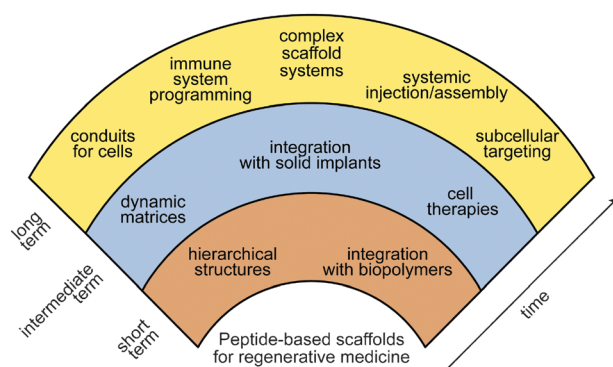 complex
scaffold
systems
immune
system
programming
systemic
injection/assembly
conduits
for cells
subcellular
targeting
integration
with solid implants
dynamic
matrices
cell
therapies
hierarchical
structures
integration
with biopolymers
long
term
intermediate
term
short
term
time
Peptide-based scaffolds
for regenerative medicine